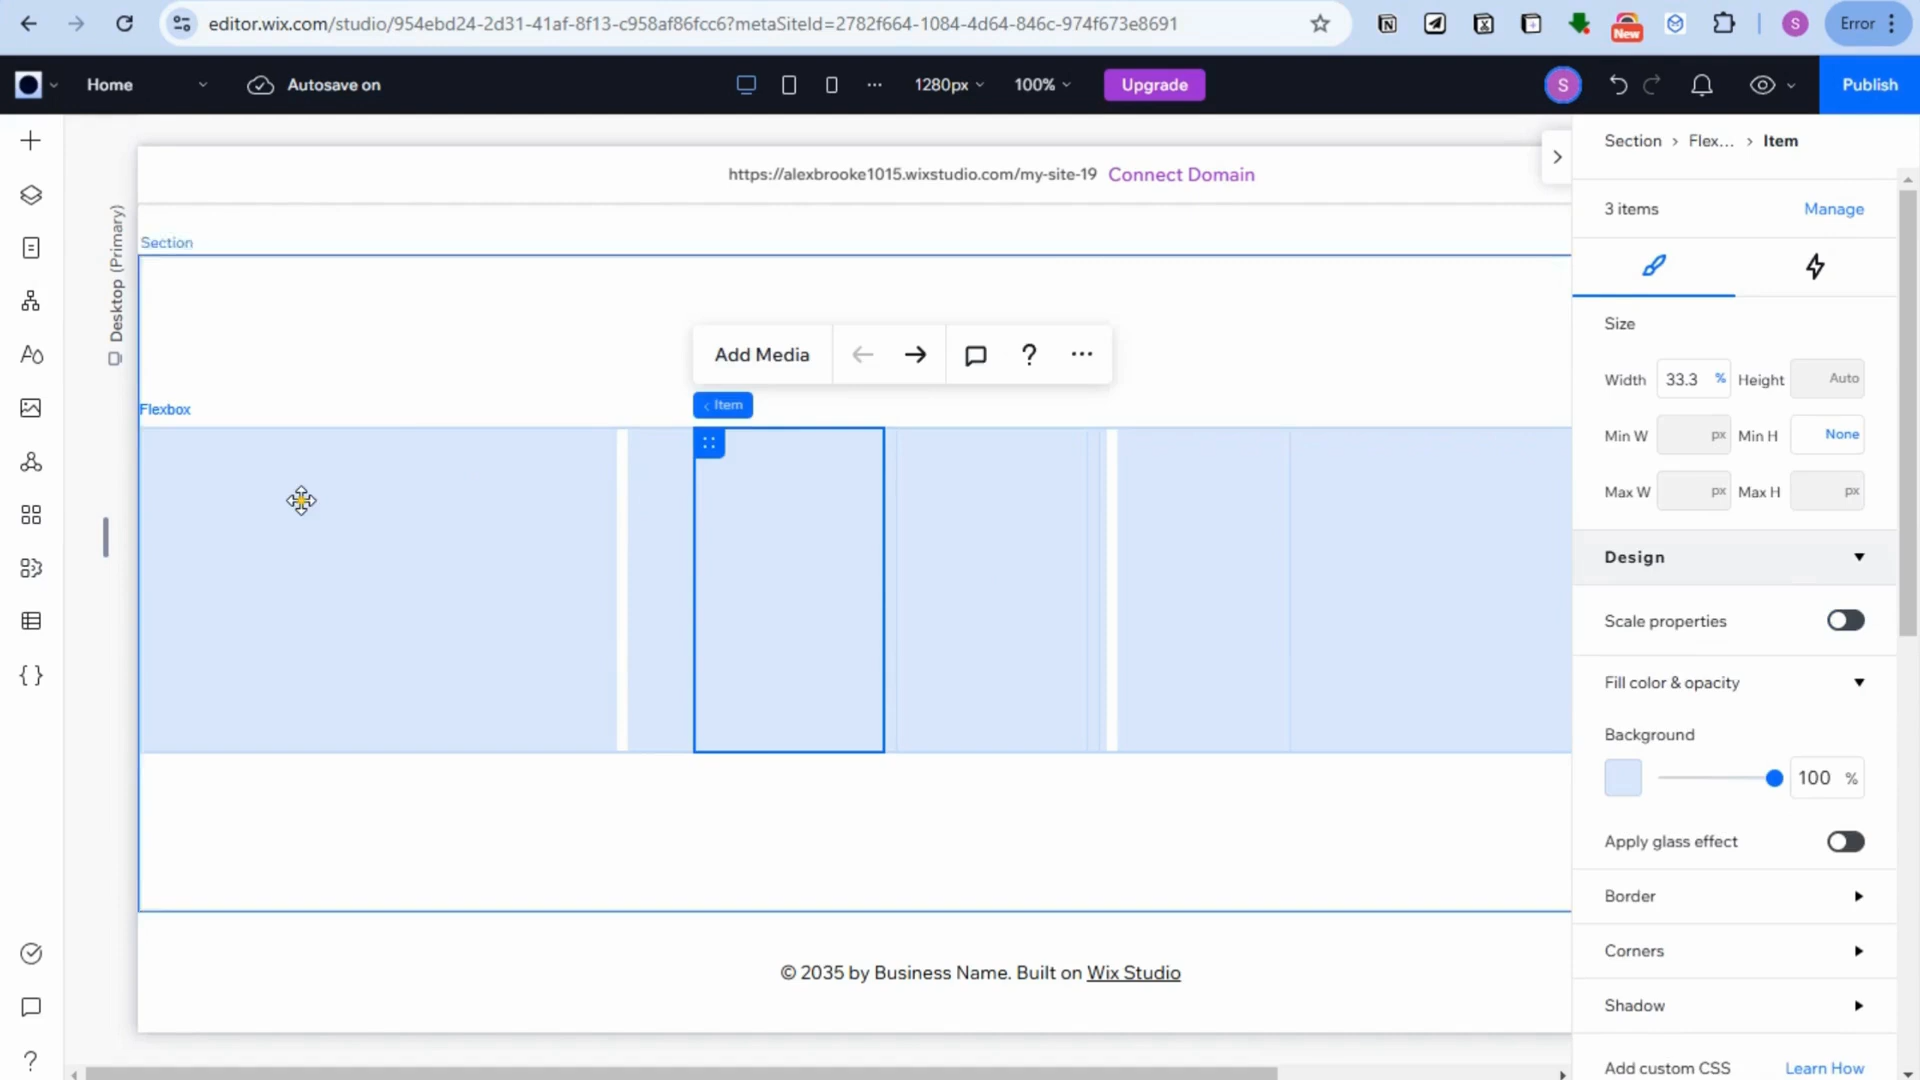 editor.wix.com/studio/954ebd24-2d31-41af-8f13-c958af86fcc6?metaSiteId=2782f664-1084-4d64-846c-974f673e8691
New
S
Error
Home
Autosave on
1280px
100%
Upgrade
S
Publish
Section
Flex...
Item
https://alexbrooke1015.wixstudio.com/my-site-19
Connect Domain
3 items
Manage
Desktop (Primary)
Section
Size
Add Media
?
Width
33.3
%
Height
Auto
Flexbox
Item
Min W
px
Min H
None
Max W
px
Max H
px
Design
Scale properties
Fill color & opacity
Background
100
%
Apply glass effect
Border
Corners
© 2035 by Business Name. Built on Wix Studio
Shadow
Add custom CSS
Learn How
?